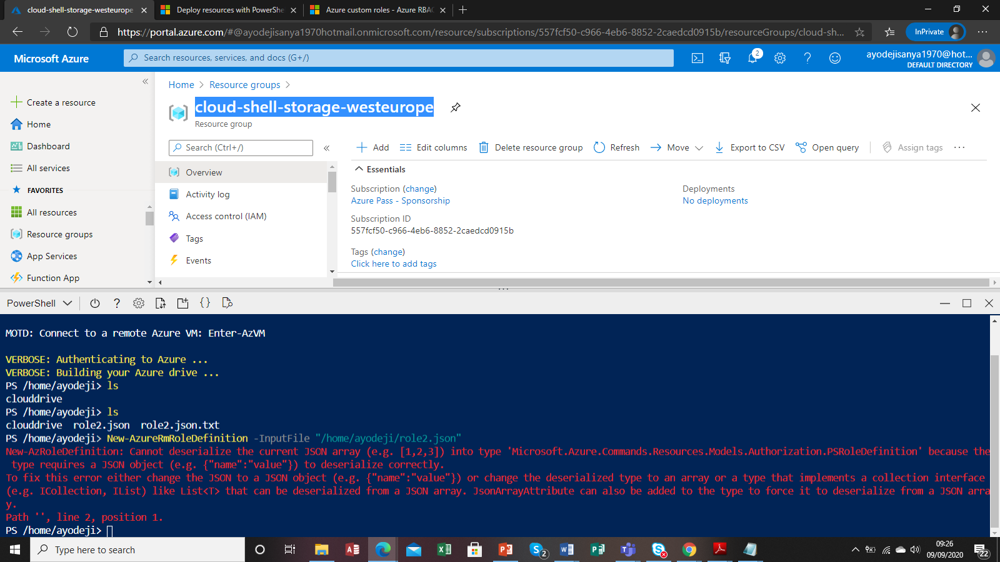 cloud-shell-storage-westeurope
Deploy resources with PowerShe
Azure custom roles - Azure RBAC
https://portal.azure.com/#@ayodejisanya1970hotmail.onmicrosoft.com/resource/subscriptions/557fcf50-c966-4eb6-8852-2caedcd0915b/resourceGroups/cloud-sh...
InPrivate
Microsoft Azure
Search resources, services, and docs (G+/)
2
ayodejisanya1970@hot...
DEFAULT DIRECTORY
«
Create a resource
Home
Dashboard
All services
FAVORITES
All resources
Resource groups
App Services
Function App
Home > Resource groups >
cloud-shell-storage-westeurope
Resource group
Search (Ctrl+/)
«
Overview
Activity log
Access control (IAM)
Tags
Events
Add
Edit columns
Delete resource group
Refresh
Move
Export to CSV
Open query
Assign tags
...
Essentials
Subscription (change)
Azure Pass - Sponsorship
Subscription ID
557fcf50-c966-4eb6-8852-2caedcd0915b
Tags (change)
Click here to add tags
Deployments
No deployments
PowerShell
?
{}
MOTD: Connect to a remote Azure VM: Enter-AzVM
VERBOSE: Authenticating to Azure ...
VERBOSE: Building your Azure drive ...
PS /home/ayodeji> ls
clouddrive
PS /home/ayodeji> ls
clouddrive  role2.json  role2.json.txt
PS /home/ayodeji> New-AzureRmRoleDefinition -InputFile "/home/ayodeji/role2.json"
New-AzRoleDefinition: Cannot deserialize the current JSON array (e.g. [1,2,3]) into type 'Microsoft.Azure.Commands.Resources.Models.Authorization.PSRoleDefinition' because the
type requires a JSON object (e.g. {"name":"value"}) to deserialize correctly.
To fix this error either change the JSON to a JSON object (e.g. {"name":"value"}) or change the deserialized type to an array or a type that implements a collection interface
(e.g. ICollection, IList) like List<T> that can be deserialized from a JSON array. JsonArrayAttribute can also be added to the type to force it to deserialize from a JSON arra
y.
Path '', line 2, position 1.
PS /home/ayodeji>
Type here to search
2
09:26
09/09/2020
22